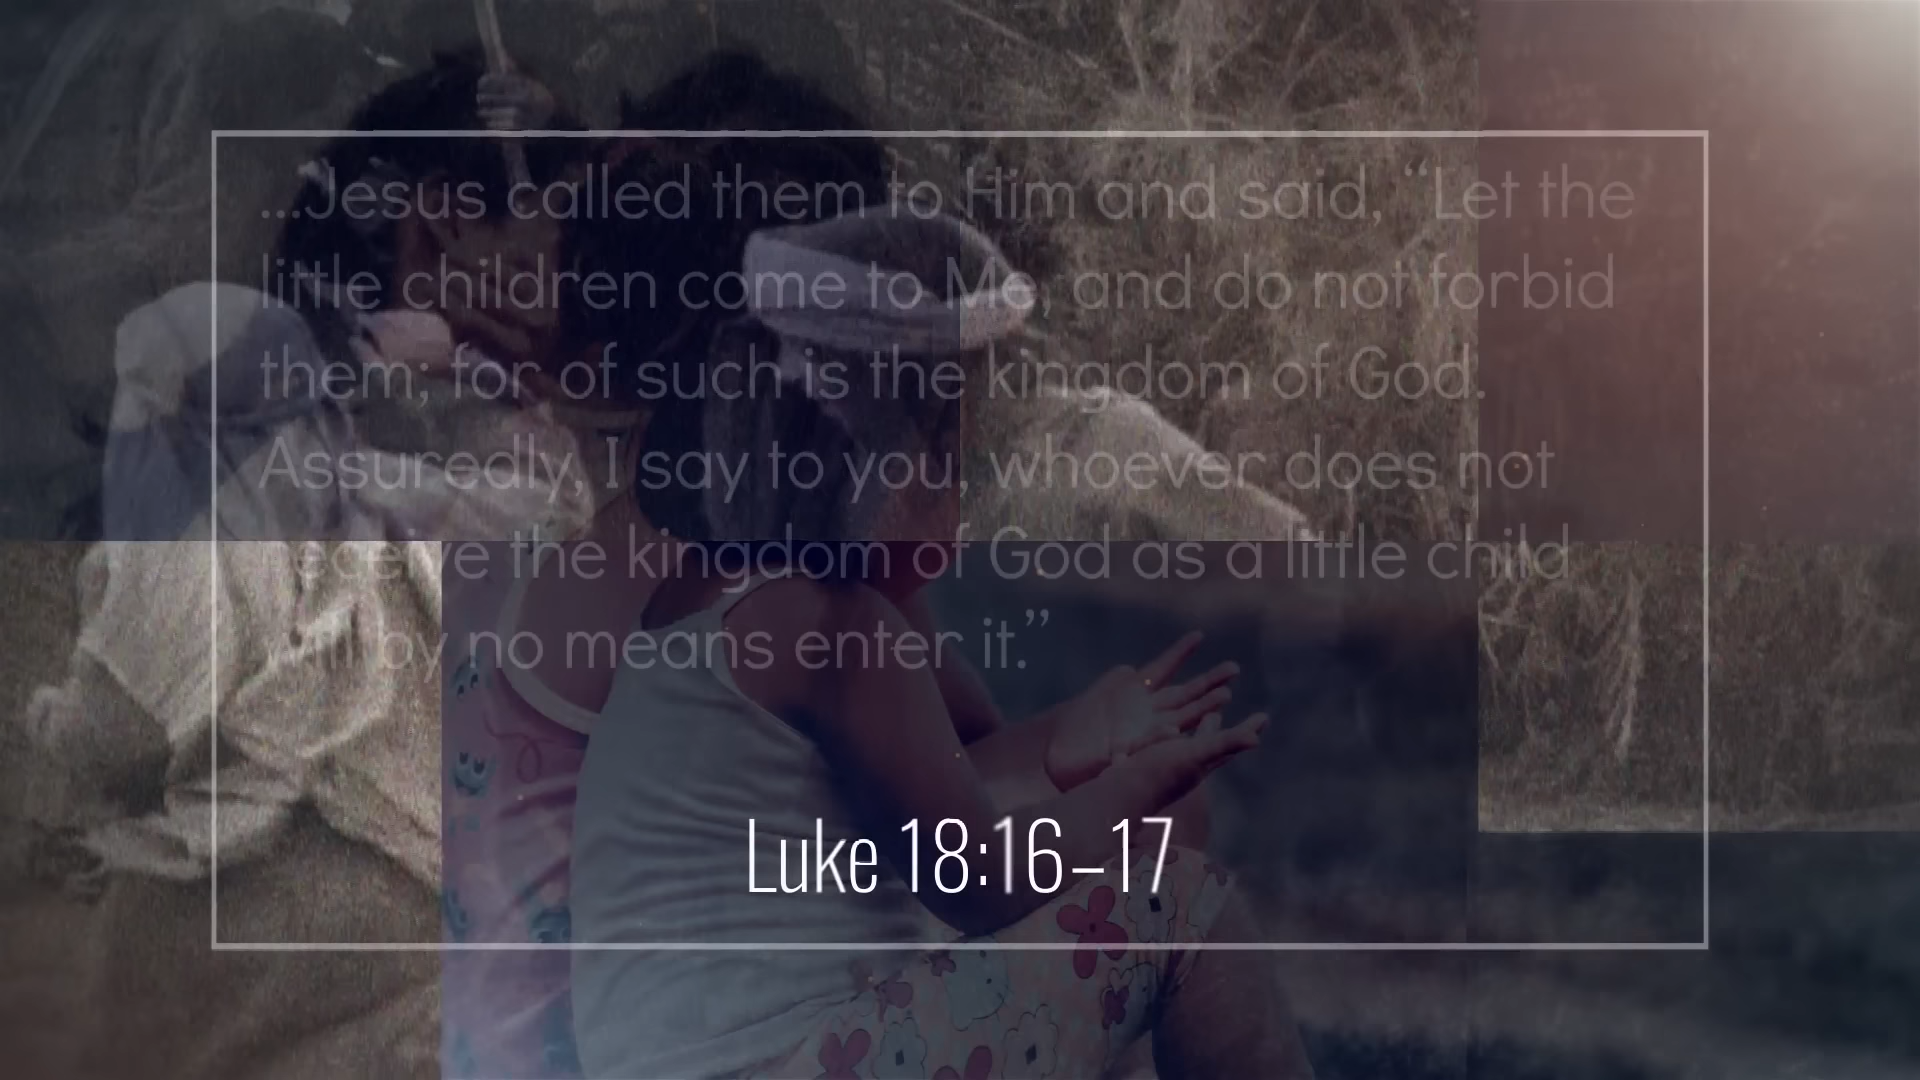 ...Jesus called them to Him and said, “Let the
little children come to Me, and do not forbid
them; for of such is the kingdom of God.
Assuredly, I say to you, whoever does not
receive the kingdom of God as a little child
will by no means enter it.”
Luke 18:16–17